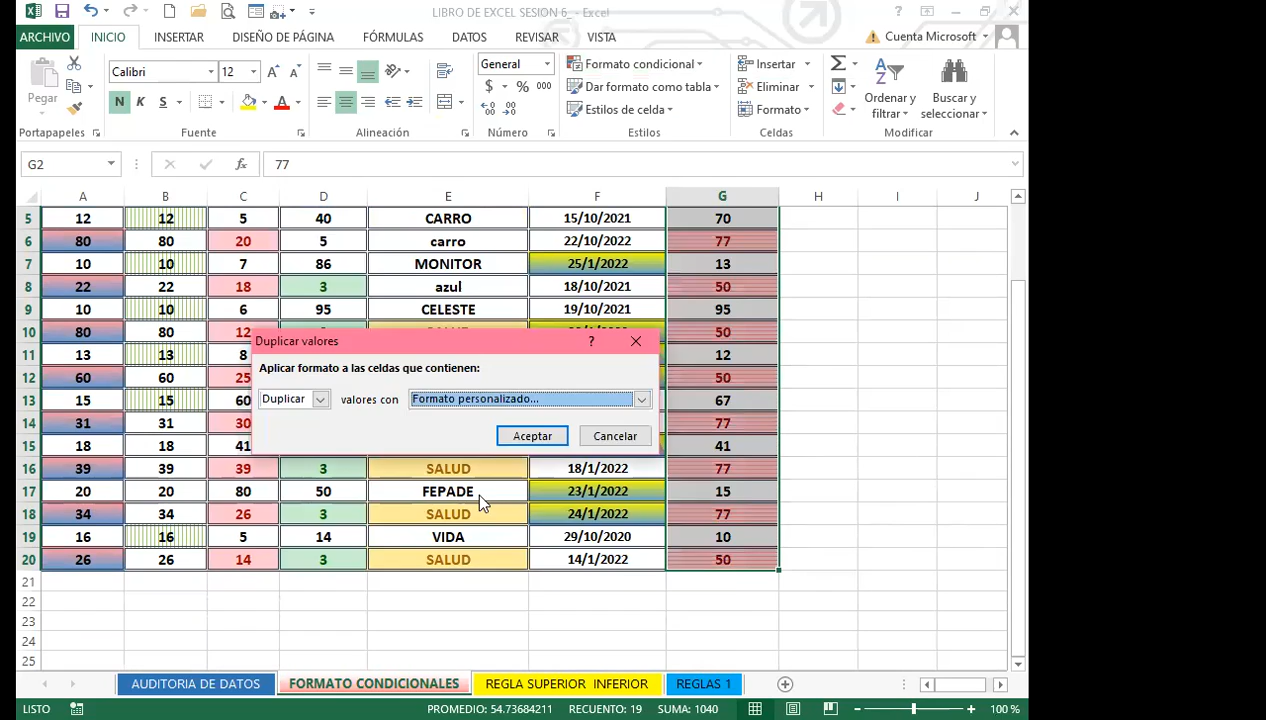 LIBRO DE EXCEL SESION 6_ - Excel
ARCHIVO INICIO INSERTAR DISEÑO DE PÁGINA FÓRMULAS DATOS REVISAR VISTA Cuenta Microsoft
Calibri 12 General Formato condicional Insertar
Pegar N K S $ % 000 Dar formato como tabla Eliminar Ordenar y filtrar Buscar y seleccionar
Estilos de celda Formato
Portapapeles Fuente Alineación Número Estilos Celdas Modificar
G2 fx 77
A B C D E F G H I J
5 12 12 5 40 CARRO 15/10/2021 70
6 80 80 20 5 carro 22/10/2022 77
7 10 10 7 86 MONITOR 25/1/2022 13
8 22 22 18 3 azul 18/10/2021 50
9 10 10 6 95 CELESTE 19/10/2021 95
10 80 80 12 50
Duplicar valores ?
11 13 13 8 12
Aplicar formato a las celdas que contienen:
12 60 60 25 50
13 15 15 60 67
Duplicar valores con Formato personalizado...
14 31 31 30 77
Aceptar Cancelar
15 18 18 41 41
16 39 39 39 3 SALUD 18/1/2022 77
17 20 20 80 50 FEPADE 23/1/2022 15
18 34 34 26 3 SALUD 24/1/2022 77
19 16 16 5 14 VIDA 29/10/2020 10
20 26 26 14 3 SALUD 14/1/2022 50
21
22
23
24
25
AUDITORIA DE DATOS FORMATO CONDICIONALES REGLA SUPERIOR INFERIOR REGLAS 1
LISTO PROMEDIO: 54.73684211 RECUENTO: 19 SUMA: 1040 100 %